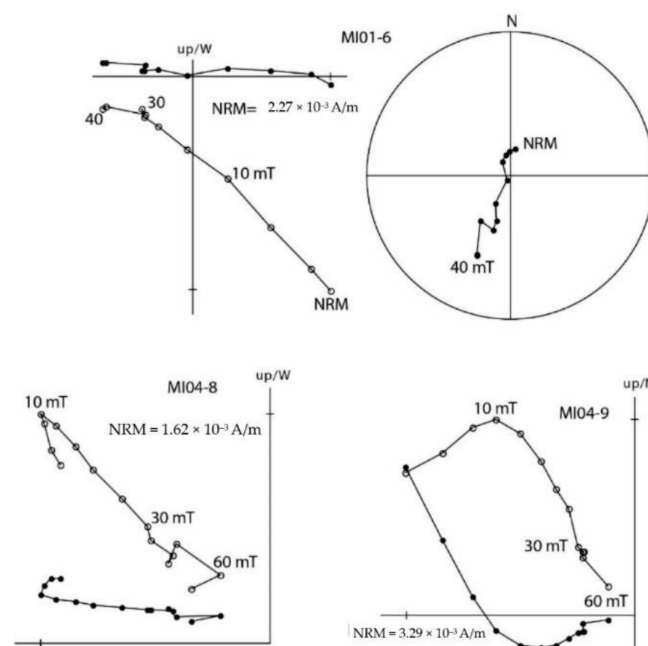 up/W
MI01-6
N
NRM= 2.27 × 10⁻³ A/m
40
30
10 mT
NRM
NRM
40 mT
MI04-8
up/W
10 mT
NRM = 1.62 × 10⁻³ A/m
30 mT
60 mT
MI04-9
10 mT
30 mT
60 mT
NRM = 3.29 × 10⁻³ A/m